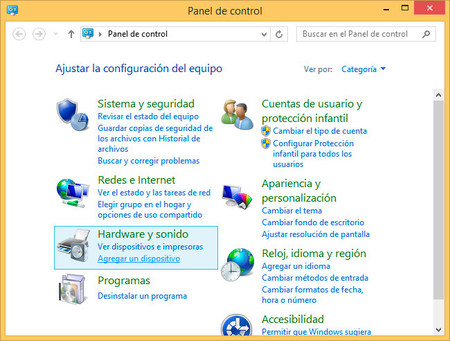 Panel de control
Panel de control
Buscar en el Panel de control
Ajustar la configuración del equipo
Ver por: Categoría
Sistema y seguridad
Revisar el estado del equipo
Guardar copias de seguridad de
los archivos con Historial de
archivos
Buscar y corregir problemas
Redes e Internet
Ver el estado y las tareas de red
Elegir grupo en el hogar y
opciones de uso compartido
Hardware y sonido
Ver dispositivos e impresoras
Agregar un dispositivo
Programas
Desinstalar un programa
Cuentas de usuario y
protección infantil
Cambiar el tipo de cuenta
Configurar Protección
infantil para todos los
usuarios
Apariencia y
personalización
Cambiar el tema
Cambiar fondo de escritorio
Ajustar resolución de pantalla
Reloj, idioma y región
Agregar un idioma
Cambiar métodos de entrada
Cambiar formatos de fecha,
hora o número
Accesibilidad
Permitir que Windows sugiera